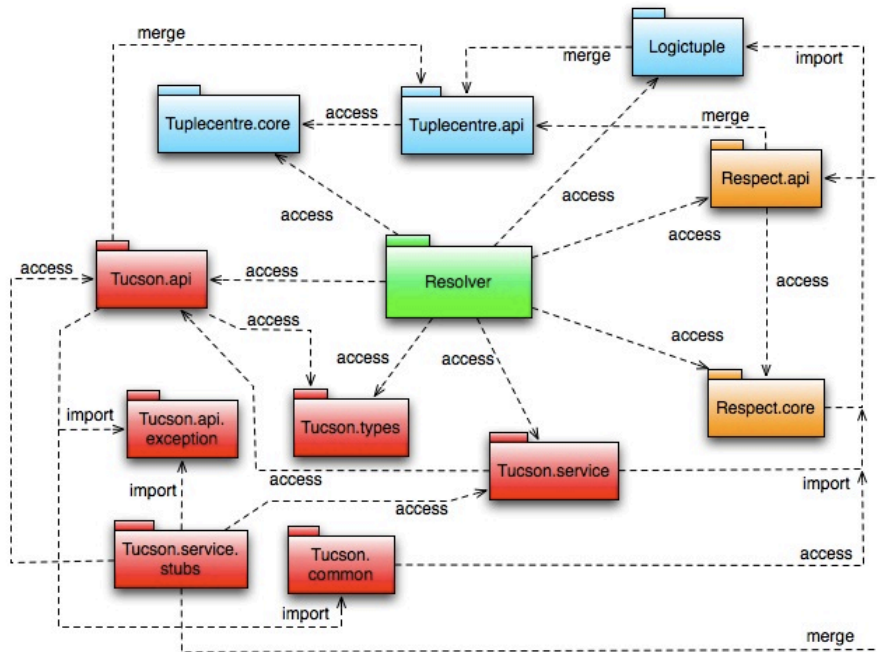 merge
Logictuple
merge
import
Tuplecentre.core
access
Tuplecentre.api
merge
Respect.api
access
access
access
access
Tucson.api
access
Resolver
access
access
access
access
access
Tucson.types
Respect.core
import
Tucson.api.
exception
Tucson.service
access
import
import
access
Tucson.service.
stubs
Tucson.
common
access
import
merge